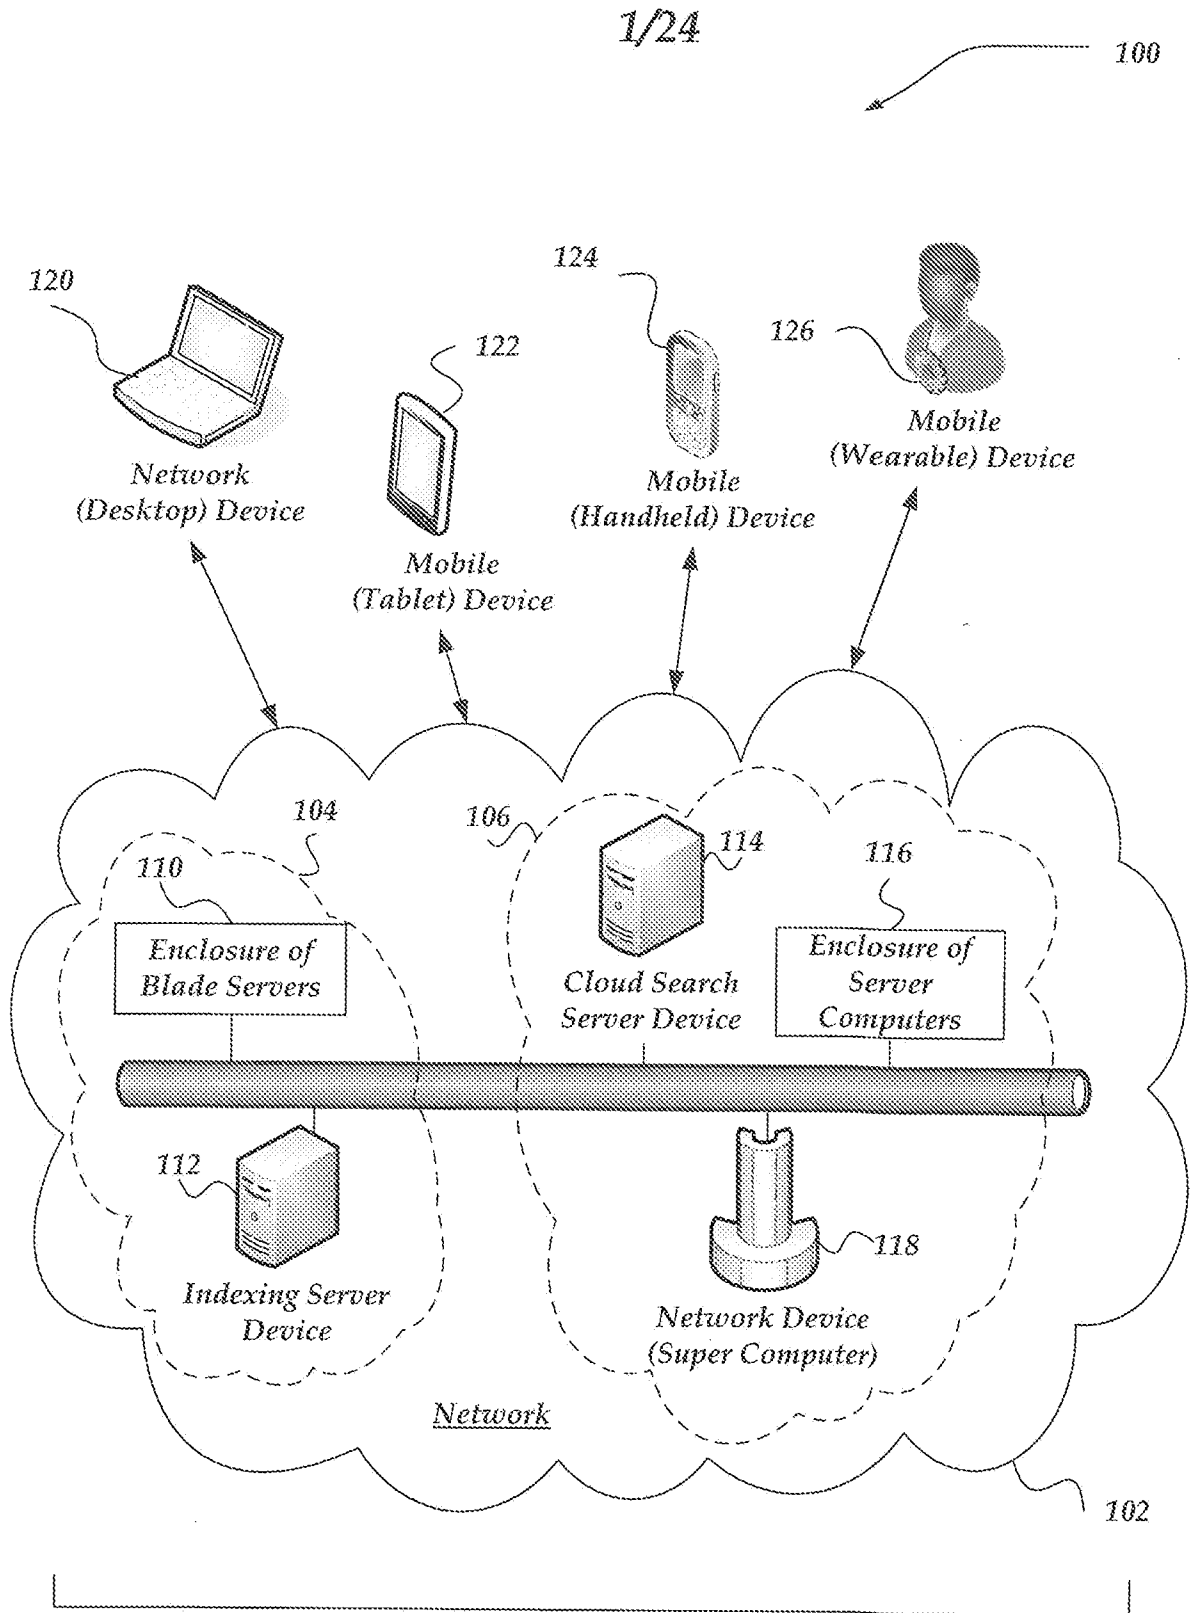 1/24
100
120
122
124
126
Network
(Desktop) Device
Mobile
(Tablet) Device
Mobile
(Handheld) Device
Mobile
(Wearable) Device
104
106
110
114
116
Enclosure of
Blade Servers
Cloud Search
Server Device
Enclosure of
Server
Computers
112
118
Indexing Server
Device
Network Device
(Super Computer)
Network
102